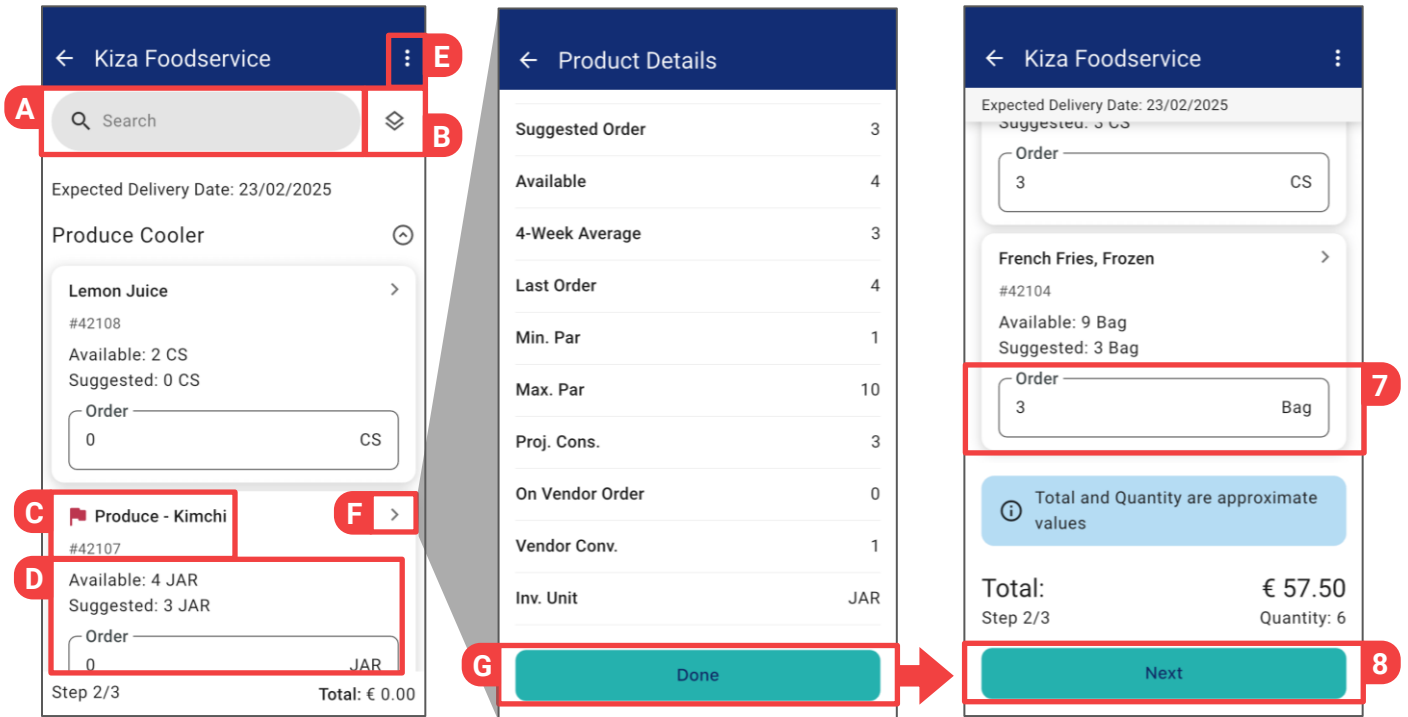 Kiza Foodservice
E
A
Search
B
Expected Delivery Date: 23/02/2025
Produce Cooler
Lemon Juice
#42108
Available: 2 CS
Suggested: 0 CS
Order
0 CS
C
Produce - Kimchi
F
#42107
D
Available: 4 JAR
Suggested: 3 JAR
Order
0 JAR
Step 2/3 Total: € 0.00
Product Details
Suggested Order 3
Available 4
4-Week Average 3
Last Order 4
Min. Par 1
Max. Par 10
Proj. Cons. 3
On Vendor Order 0
Vendor Conv. 1
Inv. Unit JAR
G
Done
Kiza Foodservice
Expected Delivery Date: 23/02/2025
Suggested: 3 CS
Order
3 CS
French Fries, Frozen
#42104
Available: 9 Bag
Suggested: 3 Bag
Order
3 Bag
7
Total and Quantity are approximate
values
Total: € 57.50
Step 2/3 Quantity: 6
Next
8